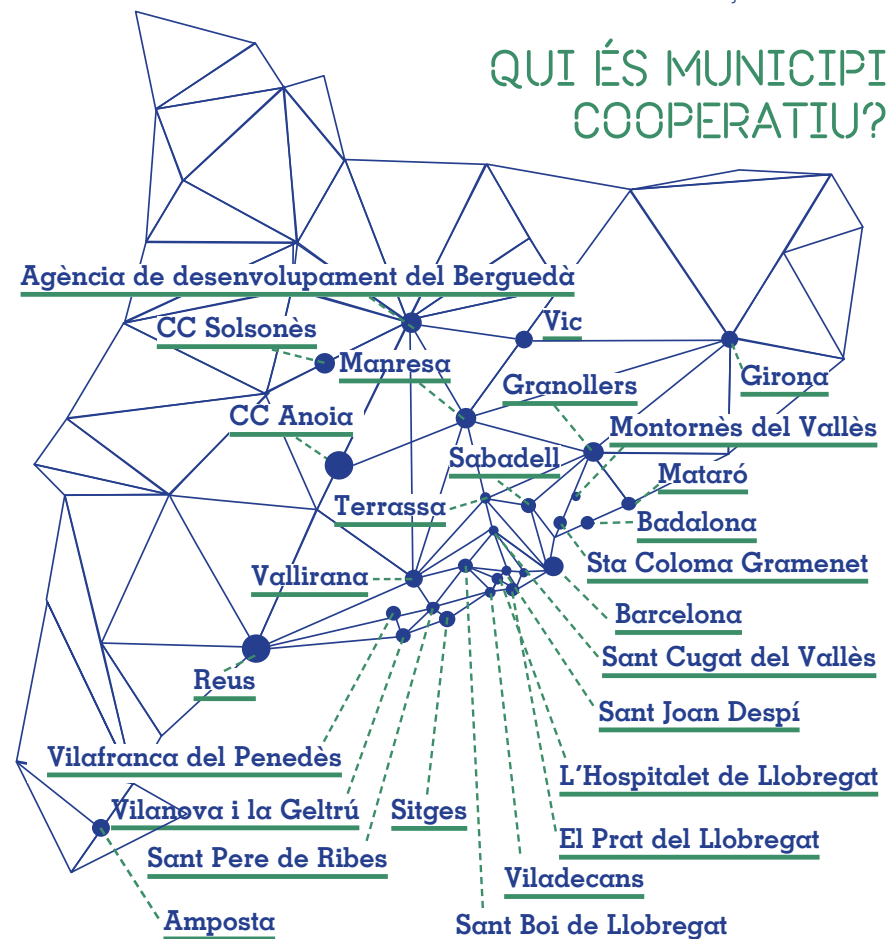 QUI ÉS MUNICIPI
COOPERATIU?
Agència de desenvolupament del Berguedà
CC Solsonès
Vic
Manresa
Granollers
Girona
CC Anoia
Montornès del Vallès
Sabadell
Mataró
Terrassa
Badalona
Sta Coloma Gramenet
Vallirana
Barcelona
Sant Cugat del Vallès
Reus
Sant Joan Despí
Vilafranca del Penedès
L'Hospitalet de Llobregat
Vilanova i la Geltrú
Sitges
El Prat del Llobregat
Sant Pere de Ribes
Viladecans
Amposta
Sant Boi de Llobregat